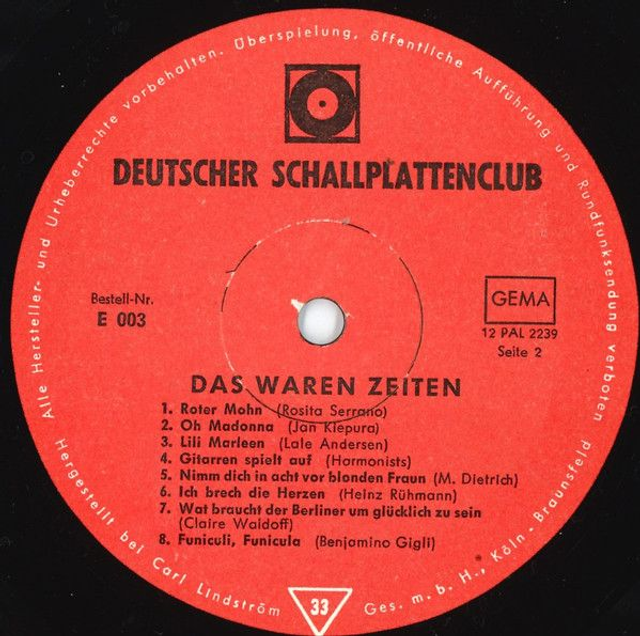 Alle Hersteller- und Urheberrechte vorbehalten. Überspielung, öffentliche Aufführung und Rundfunksendung verboten
DEUTSCHER SCHALLPLATTENCLUB
Bestell-Nr.
E 003
GEMA
12 PAL 2239
Seite 2
DAS WAREN ZEITEN
1. Roter Mohn (Rosita Serrano)
2. Oh Madonna (Jan Kiepura)
3. Lili Marleen (Lale Andersen)
4. Gitarren spielt auf (Harmonists)
5. Nimm dich in acht vor blonden Fraun (M. Dietrich)
6. Ich brech die Herzen (Heinz Rühmann)
7. Wat braucht der Berliner um glücklich zu sein
(Claire Waldoff)
8. Funiculi, Funicula (Benjamino Gigli)
Hergestellt bei Carl Lindström Ges. m. b. H., Köln - Braunsfeld
33